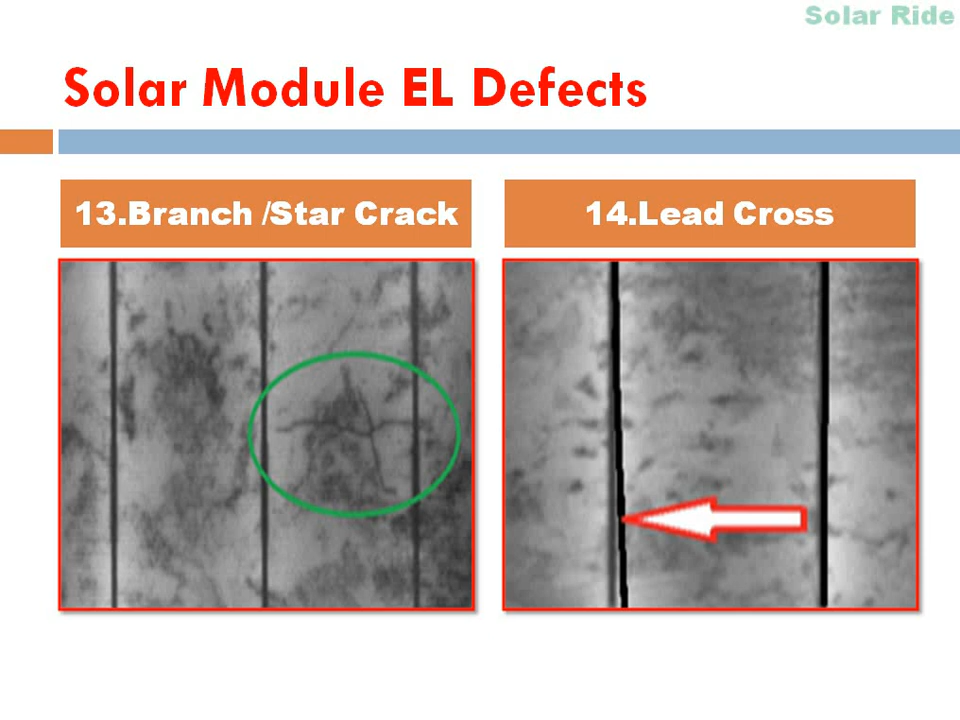 Solar Ride
Solar Module EL Defects
13.Branch /Star Crack
14.Lead Cross